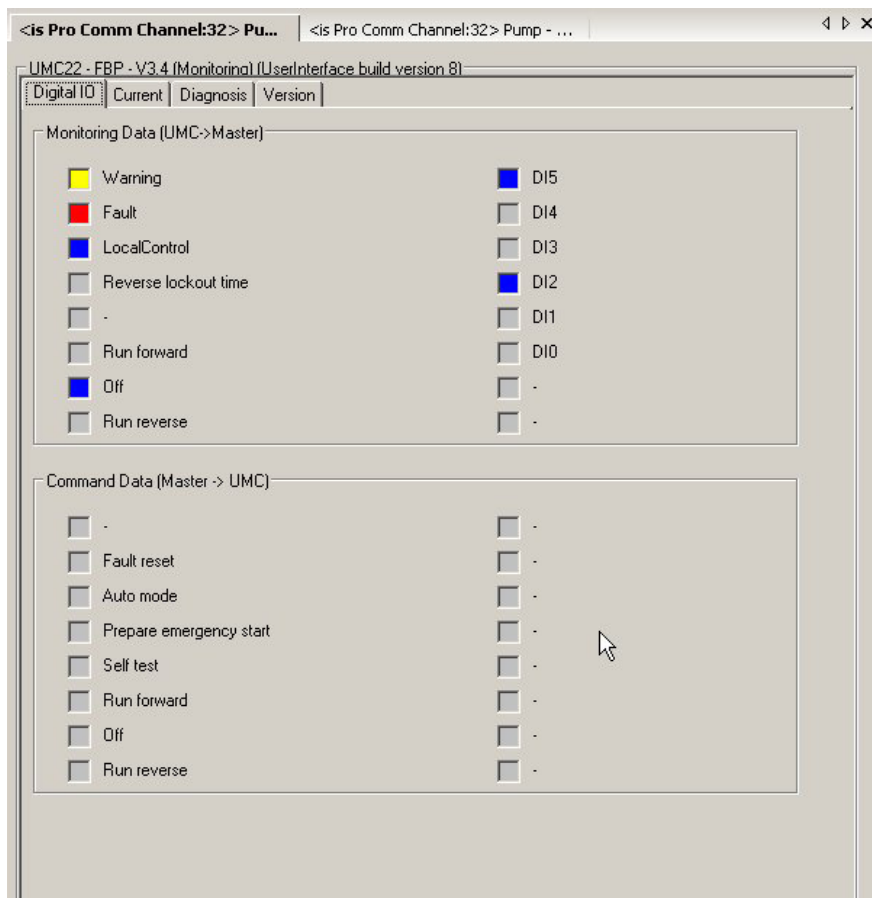 <is Pro Comm Channel:32> Pu...
<is Pro Comm Channel:32> Pump - ...
UMC22 - FBP - V3.4 (Monitoring) (UserInterface build version 8)
Digital IO
Current
Diagnosis
Version
Monitoring Data (UMC->Master)
Warning
Fault
LocalControl
Reverse lockout time
-
Run forward
Off
Run reverse
DI5
DI4
DI3
DI2
DI1
DI0
-
-
Command Data (Master -> UMC)
-
Fault reset
Auto mode
Prepare emergency start
Self test
Run forward
Off
Run reverse
-
-
-
-
-
-
-
-